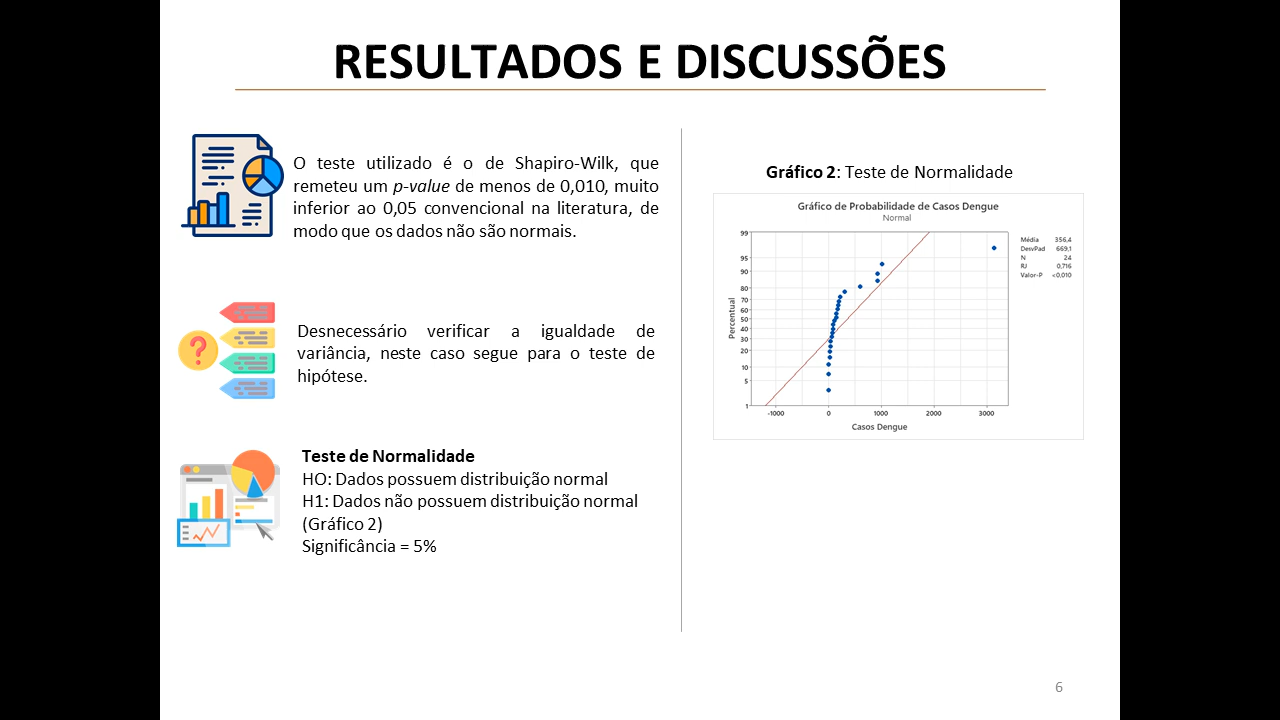 RESULTADOS E DISCUSSÕES
O teste utilizado é o de Shapiro-Wilk, que
remeteu um p-value de menos de 0,010, muito
inferior ao 0,05 convencional na literatura, de
modo que os dados não são normais.
Desnecessário verificar a igualdade de
variância, neste caso segue para o teste de
hipótese.
Teste de Normalidade
HO: Dados possuem distribuição normal
H1: Dados não possuem distribuição normal
(Gráfico 2)
Significância = 5%
Gráfico 2: Teste de Normalidade
Gráfico de Probabilidade de Casos Dengue
Normal
Percentual
99
95
90
80
70
60
50
40
30
20
10
5
1
-1000 0 1000 2000 3000
Casos Dengue
Média 356,4
DesvPad 669,1
N 24
RJ 0,716
Valor-P <0,010
6